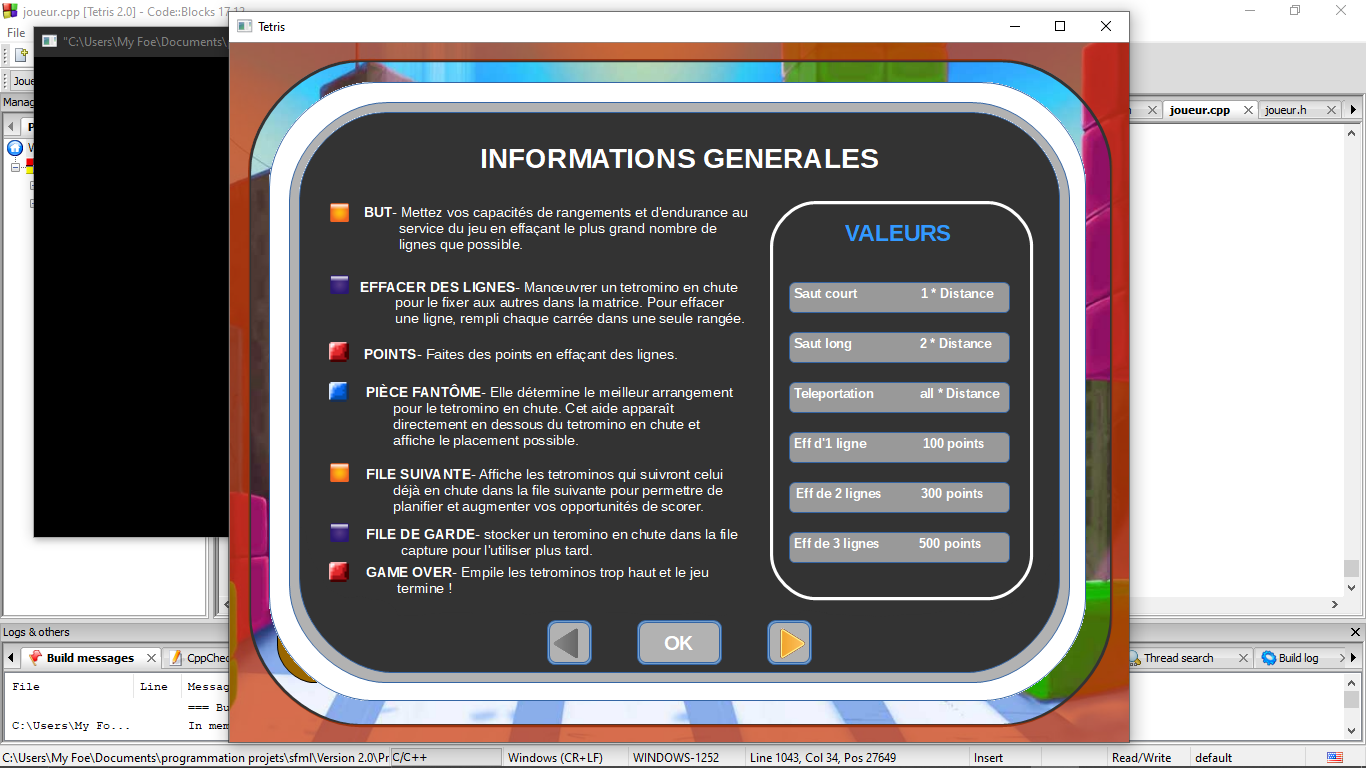 joueur.cpp [Tetris 2.0] - Code::Blocks 17.12
File
"C:\Users\My Foe\Documents\
Tetris
Joue
Manag
joueur.cpp
joueur.h
INFORMATIONS GENERALES
BUT- Mettez vos capacités de rangements et d'endurance au
service du jeu en effaçant le plus grand nombre de
lignes que possible.
EFFACER DES LIGNES- Manœuvrer un tetromino en chute
pour le fixer aux autres dans la matrice. Pour effacer
une ligne, rempli chaque carrée dans une seule rangée.
POINTS- Faites des points en effaçant des lignes.
PIÈCE FANTÔME- Elle détermine le meilleur arrangement
pour le tetromino en chute. Cet aide apparaît
directement en dessous du tetromino en chute et
affiche le placement possible.
FILE SUIVANTE- Affiche les tetrominos qui suivront celui
déjà en chute dans la file suivante pour permettre de
planifier et augmenter vos opportunités de scorer.
FILE DE GARDE- stocker un teromino en chute dans la file
capture pour l'utiliser plus tard.
GAME OVER- Empile les tetrominos trop haut et le jeu
termine !
VALEURS
Saut court 1 * Distance
Saut long 2 * Distance
Teleportation all * Distance
Eff d'1 ligne 100 points
Eff de 2 lignes 300 points
Eff de 3 lignes 500 points
OK
Logs & others
Build messages
CppChec
Thread search
Build log
File Line Messag
=== Bu
C:\Users\My Fo... In mem
C:\Users\My Foe\Documents\programmation projets\sfml\Version 2.0\Pr C/C++ Windows (CR+LF) WINDOWS-1252 Line 1043, Col 34, Pos 27649 Insert Read/Write default